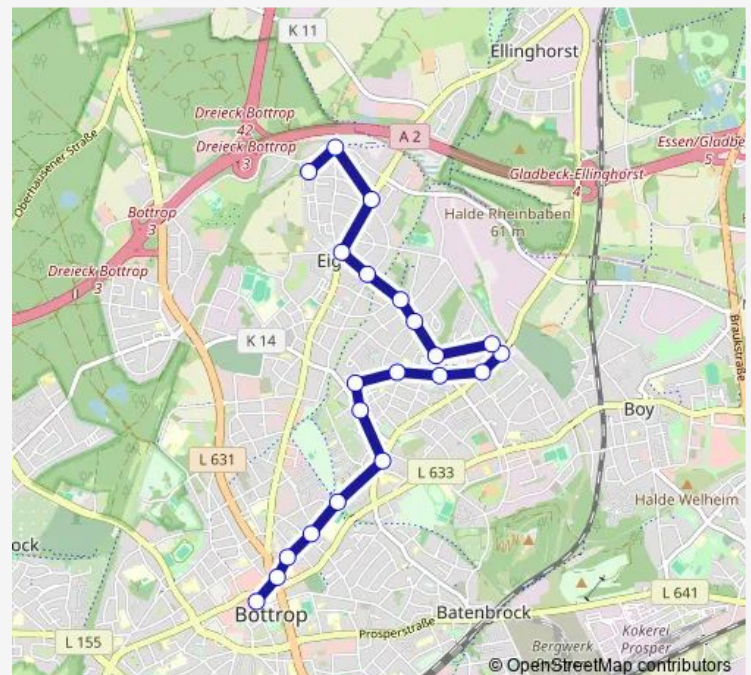 K 11
Ellinghorst
Dreieck Bottrop
42
Dreieck Bottrop
3
A 2
Essen/Gladbe
5
Oberhausener Straße
Gladbeck-Ellinghorst
4
Bottrop
3
Halde Rheinbaben
61 m
Eig
Dreieck Bottrop
3
K 14
Braukstraße
Boy
L 631
L 633
Halde Welheim
ock
L 641
Bottrop
Batenbrock
L 155
Prosperstraße
Kokerei
Prosper
Bergwerk
© OpenStreetMap contributors